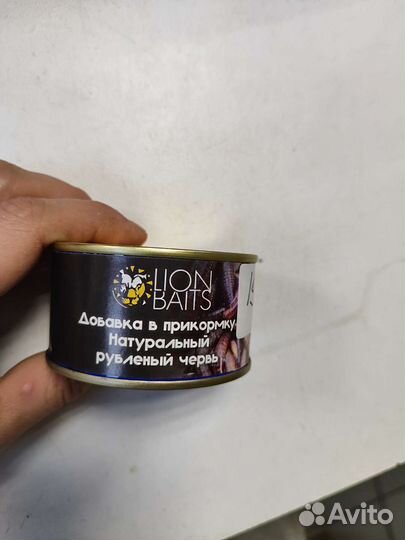 LION
BAITS
Добавка в прикормку
Натуральный
рубленый червь
Avito